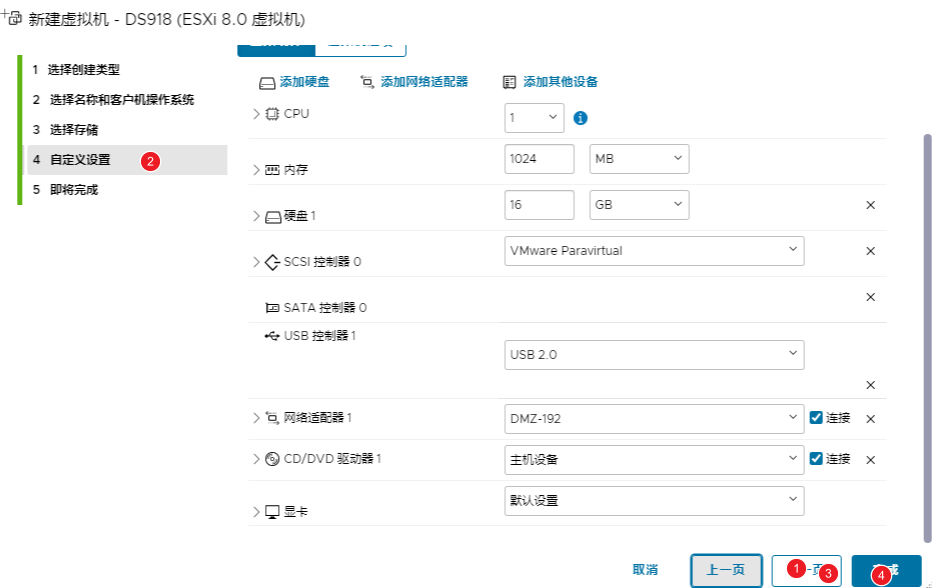 新建虚拟机 - DS918 (ESXi 8.0 虚拟机)
1 选择创建类型
2 选择名称和客户机操作系统
3 选择存储
4 自定义设置 2
5 即将完成
添加硬盘 添加网络适配器 添加其他设备
CPU 1
内存 1024 MB
硬盘 1 16 GB
SCSI 控制器 0 VMware Paravirtual
SATA 控制器 0
USB 控制器 1
USB 2.0
网络适配器 1 DMZ-192 连接
CD/DVD 驱动器 1 主机设备 连接
显卡 默认设置
取消 上一页 1 页 3 成 4